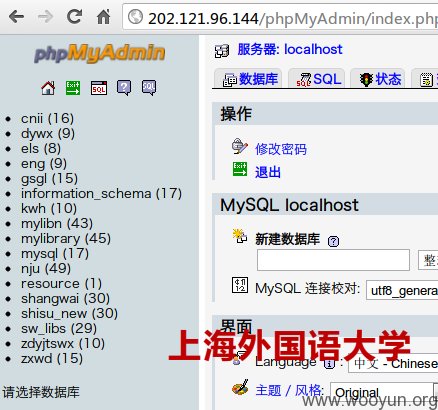 202.121.96.144/phpMyAdmin/index.php
phpMyAdmin
cnii (16)
dywx (9)
els (8)
eng (9)
gsgl (15)
information_schema (17)
kwh (10)
mylibn (43)
mylibrary (45)
mysql (17)
nju (49)
resource (1)
shangwai (30)
shisu_new (30)
sw_libs (29)
zdyjtswx (10)
zxwd (15)
请选择数据库
服务器: localhost
数据库 SQL 状态
操作
修改密码
退出
MySQL localhost
新建数据库
整
MySQL 连接校对: utf8_genera
界面
上海外国语大学
Language : 中文 - Chinese
主题 / 风格: Original
www.wooyun.org